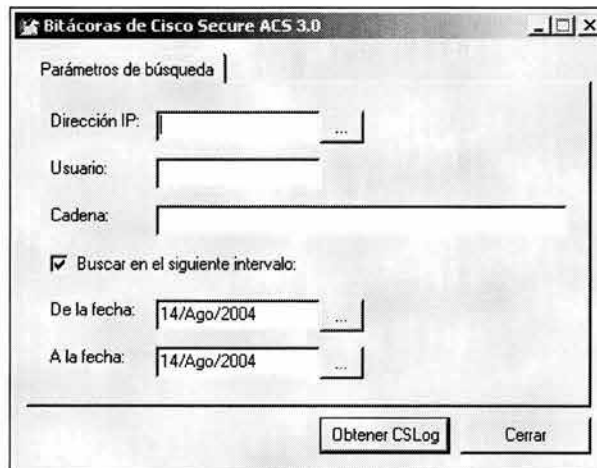 Bitácoras de Cisco Secure ACS 3.0
Parámetros de búsqueda
Dirección IP:
...
Usuario:
Cadena:
Buscar en el siguiente intervalo:
De la fecha: 14/Ago/2004 ...
A la fecha: 14/Ago/2004 ...
Obtener CSLog Cerrar